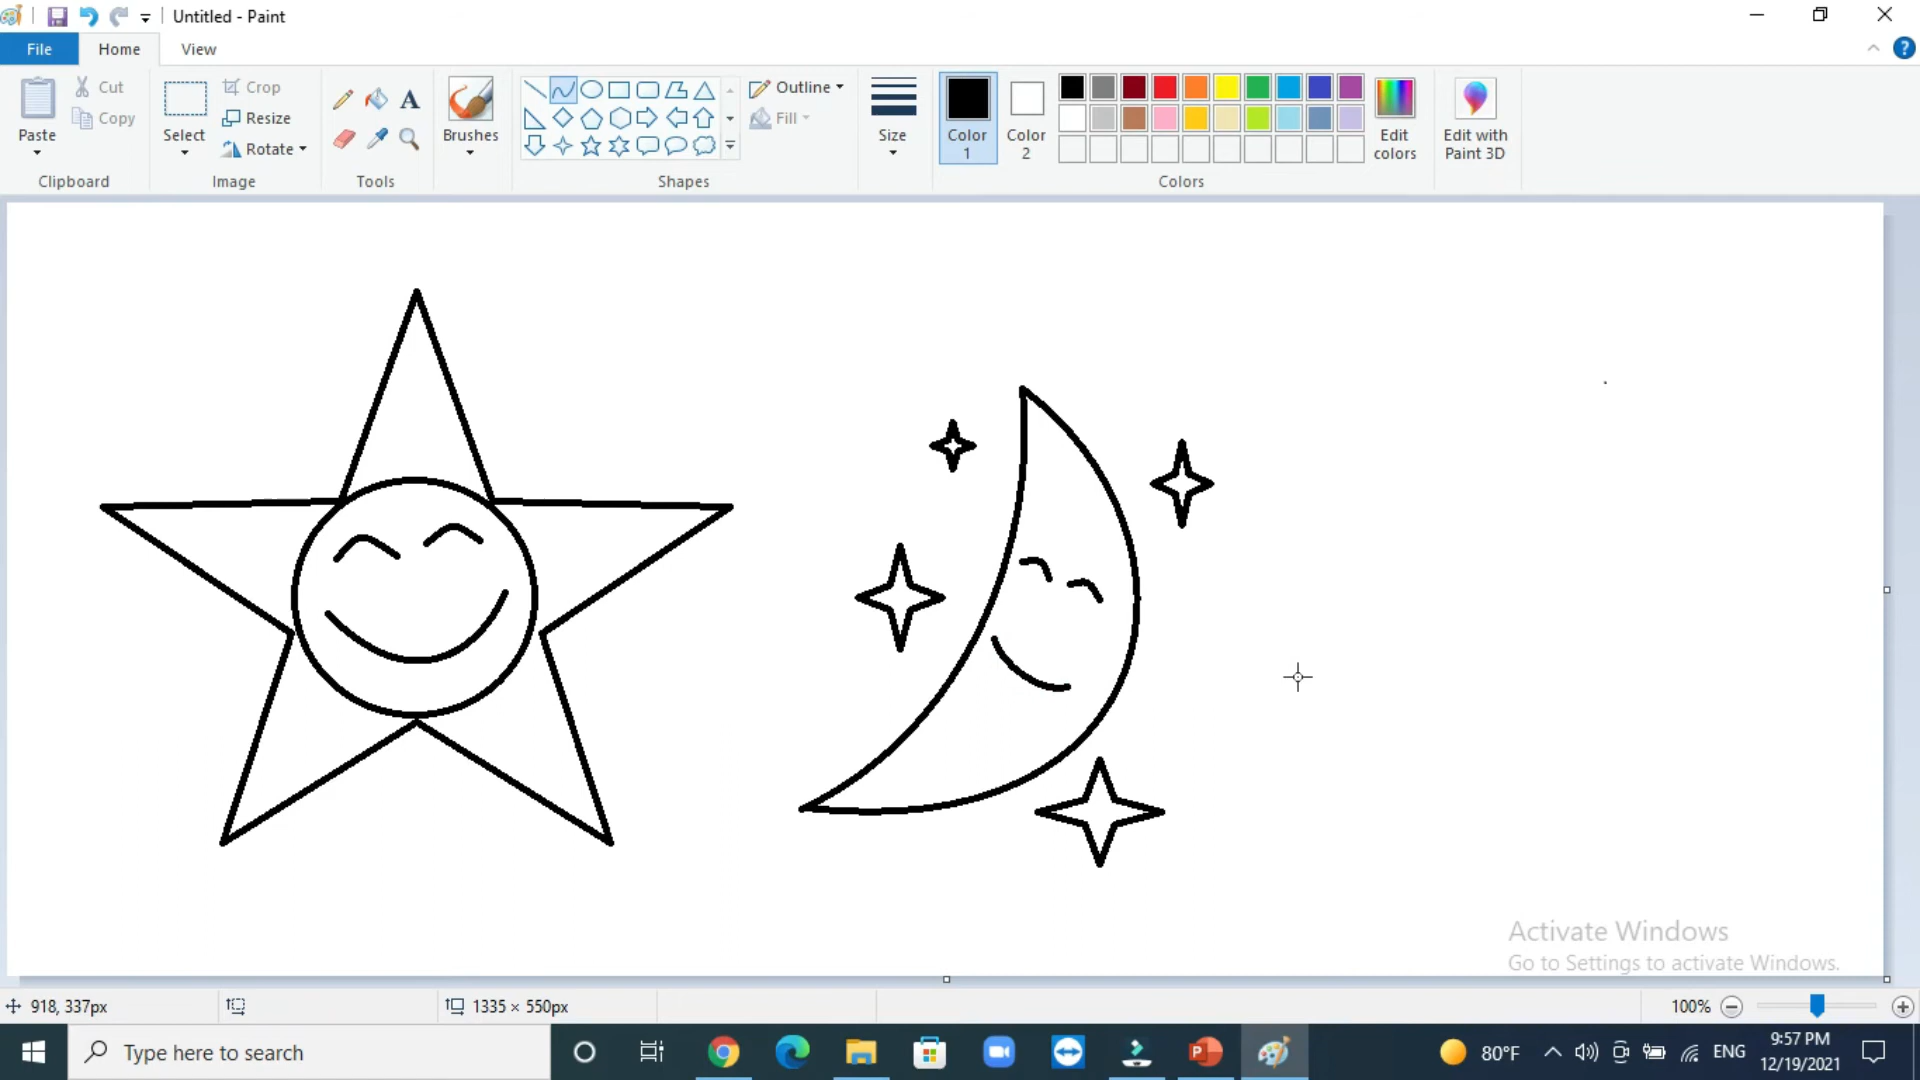 Untitled - Paint
File Home View
Paste
Cut
Copy
Clipboard
Select
Crop
Resize
Rotate
Image
A
Tools
Brushes
Shapes
Outline
Fill
Size
Color 1
Color 2
Edit colors
Colors
Edit with Paint 3D
?
Activate Windows
Go to Settings to activate Windows.
918, 337px
1335 × 550px
100%
Type here to search
P
80°F
ENG
9:57 PM
12/19/2021